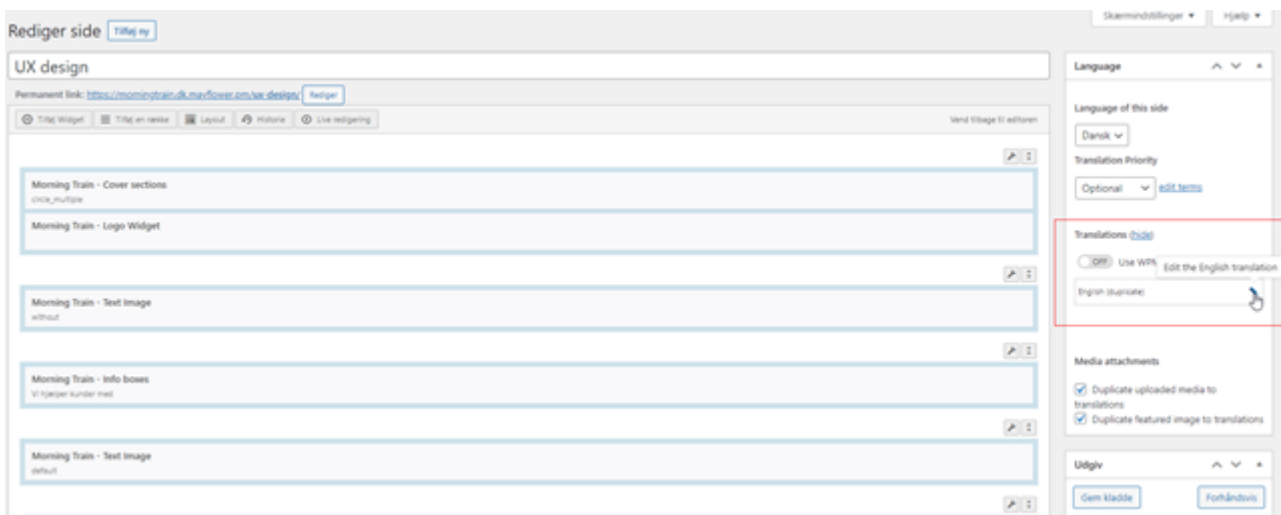 Skærmindstillinger ▾ Hjælp ▾
Rediger side Tilføj ny
UX design
Permanent link: https://morningtrain.dk.mayflower.om/ux-design/ Rediger
Tilføj Widget Tilføj en række Layout Historie Live redigering Vend tilbage til editoren
Morning Train - Cover sections
circle_multiple
Morning Train - Logo Widget
Morning Train - Text Image
without
Morning Train - Info boxes
Vi hjælper kunder med
Morning Train - Text Image
default
Language
Language of this side
Dansk
Translation Priority
Optional edit terms
Translations (hide)
OFF Use WPM
Edit the English translation
English (duplicate)
Media attachments
Duplicate uploaded media to
translations
Duplicate featured image to translations
Udgiv
Gem kladde Forhåndsvis